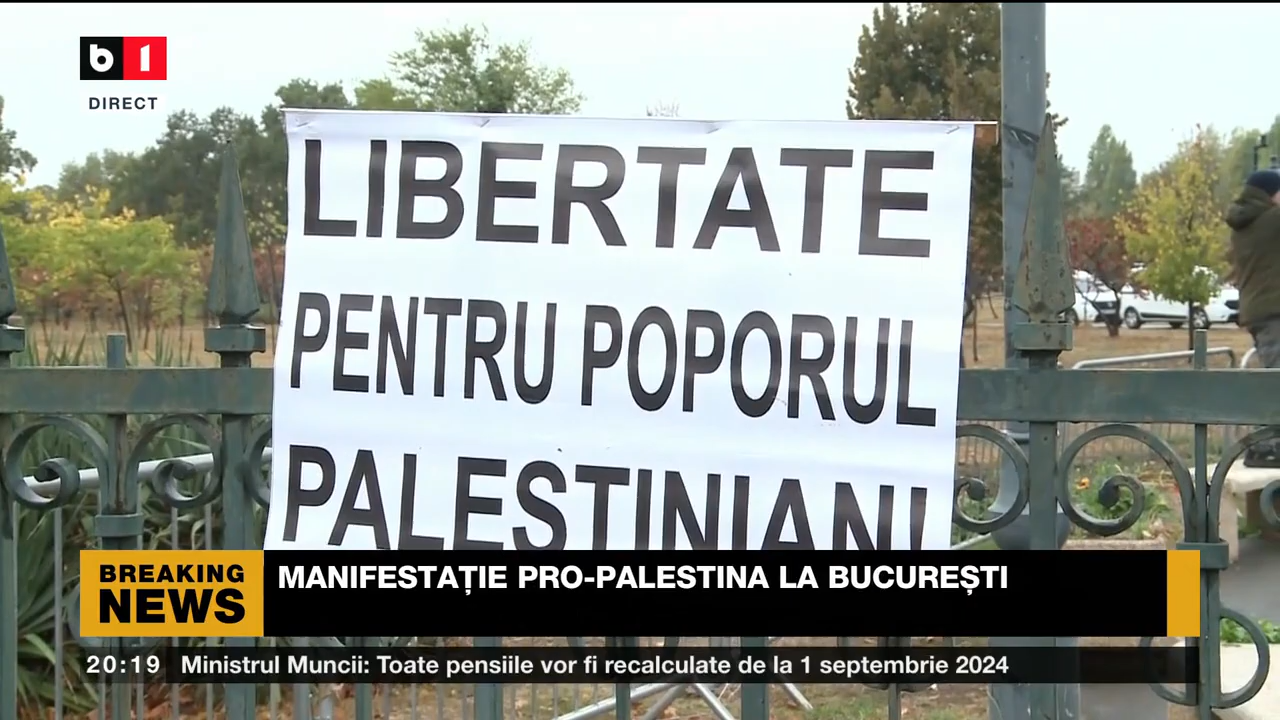 b1
DIRECT
LIBERTATE
PENTRU POPORUL
PALESTINIAN!
BREAKING
NEWS
MANIFESTAȚIE PRO-PALESTINA LA BUCUREȘTI
20:19 Ministrul Muncii: Toate pensiile vor fi recalculate de la 1 septembrie 2024